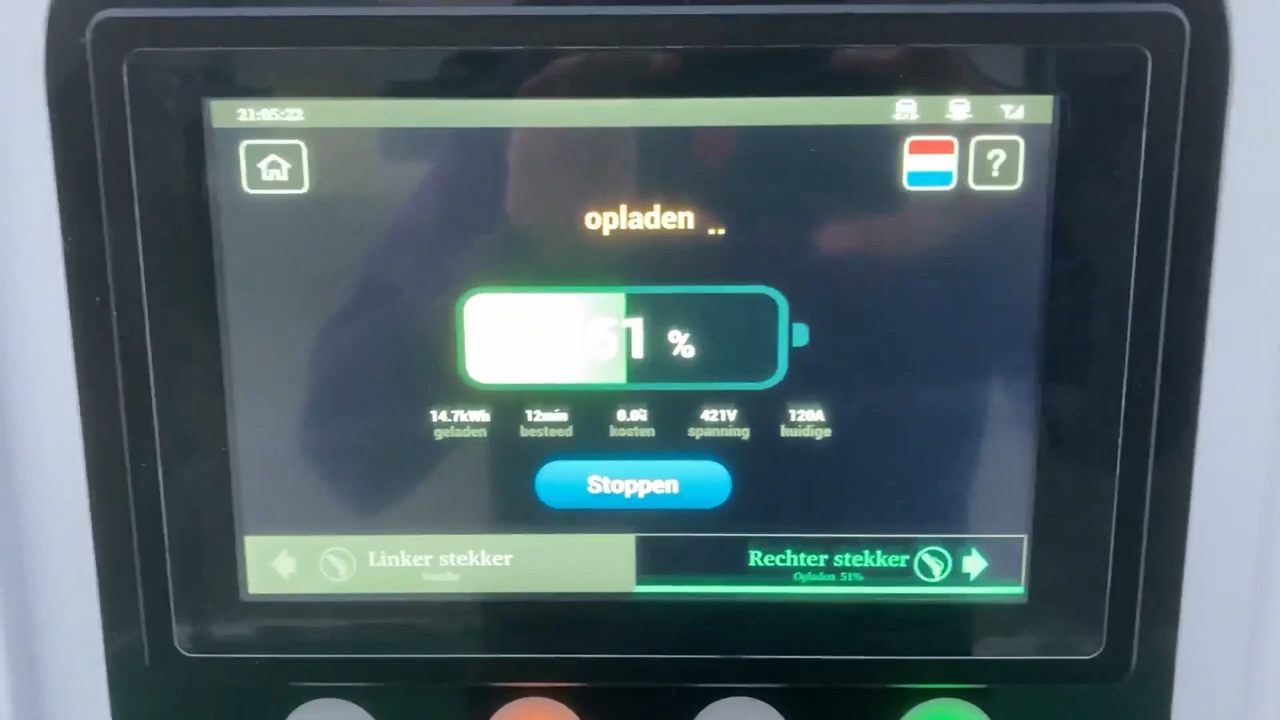 21:05:22
?
opladen ..
51 %
14.7kWh 12min 421V 120A
geladen besteed kosten spanning huidige
Stoppen
Linker stekker
Rechter stekker
Opladen 51%